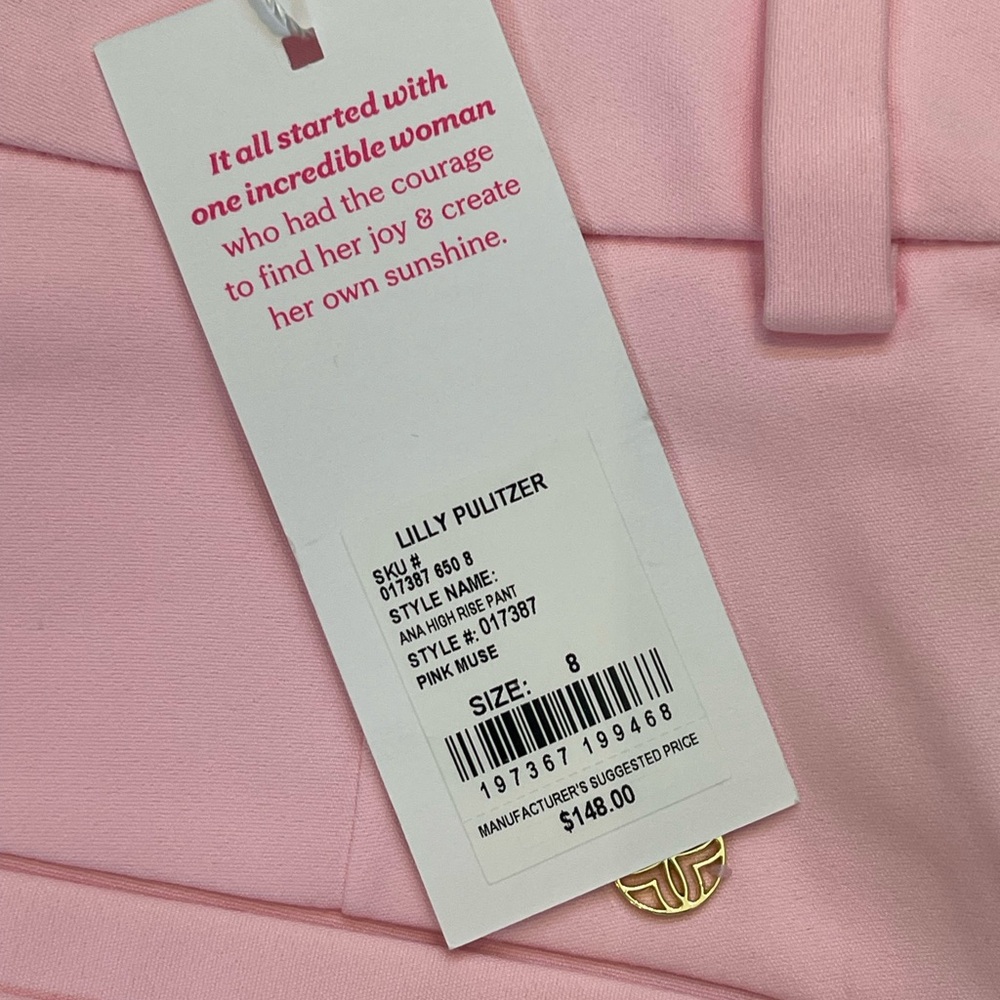 It all started with
one incredible woman
who had the courage
to find her joy & create
her own sunshine.
LILLY PULITZER
SKU #
017387 650 8
STYLE NAME:
ANA HIGH RISE PANT
STYLE #: 017387
PINK MUSE
SIZE: 8
197367 199468
MANUFACTURER'S SUGGESTED PRICE
$148.00